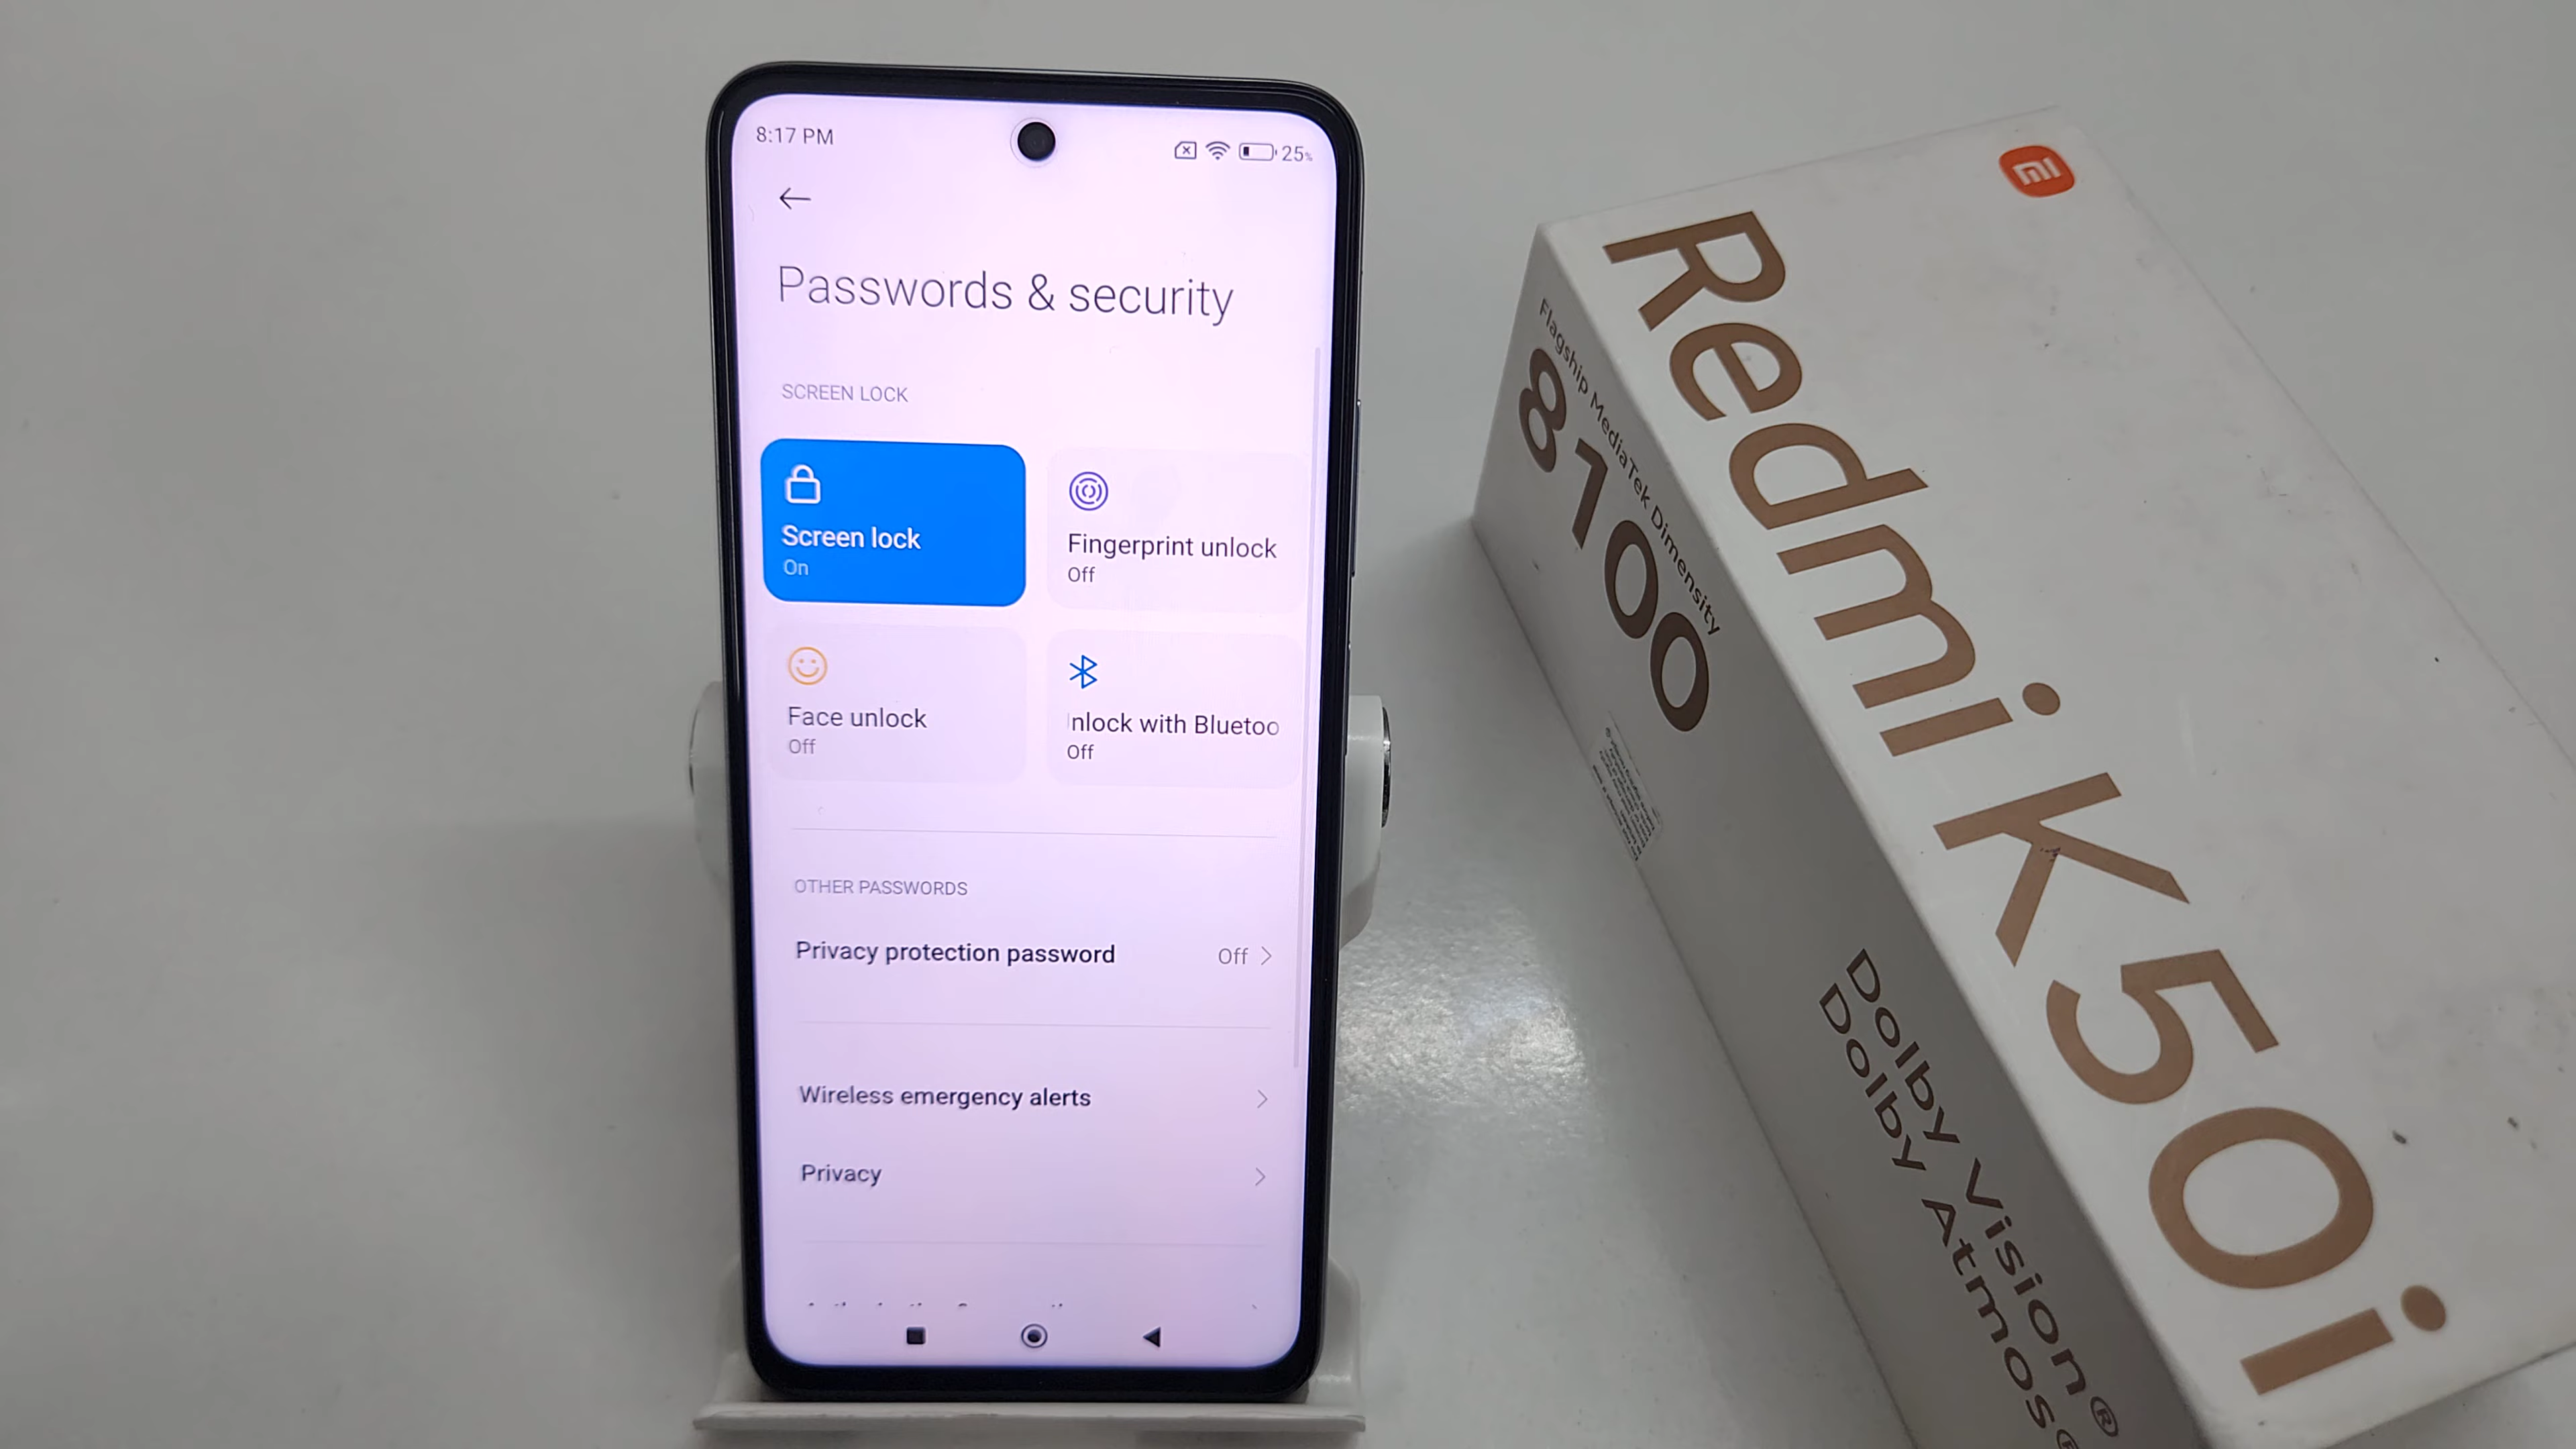 8:17 PM
25%
Passwords & security
SCREEN LOCK
Screen lock
On
Fingerprint unlock
Off
Face unlock
Off
nlock with Bluetoo
Off
OTHER PASSWORDS
Privacy protection password
Off
Wireless emergency alerts
Privacy
mi
Redmi K50i
Flagship MediaTek Dimensity
8100
Dolby Vision®
Dolby Atmos®